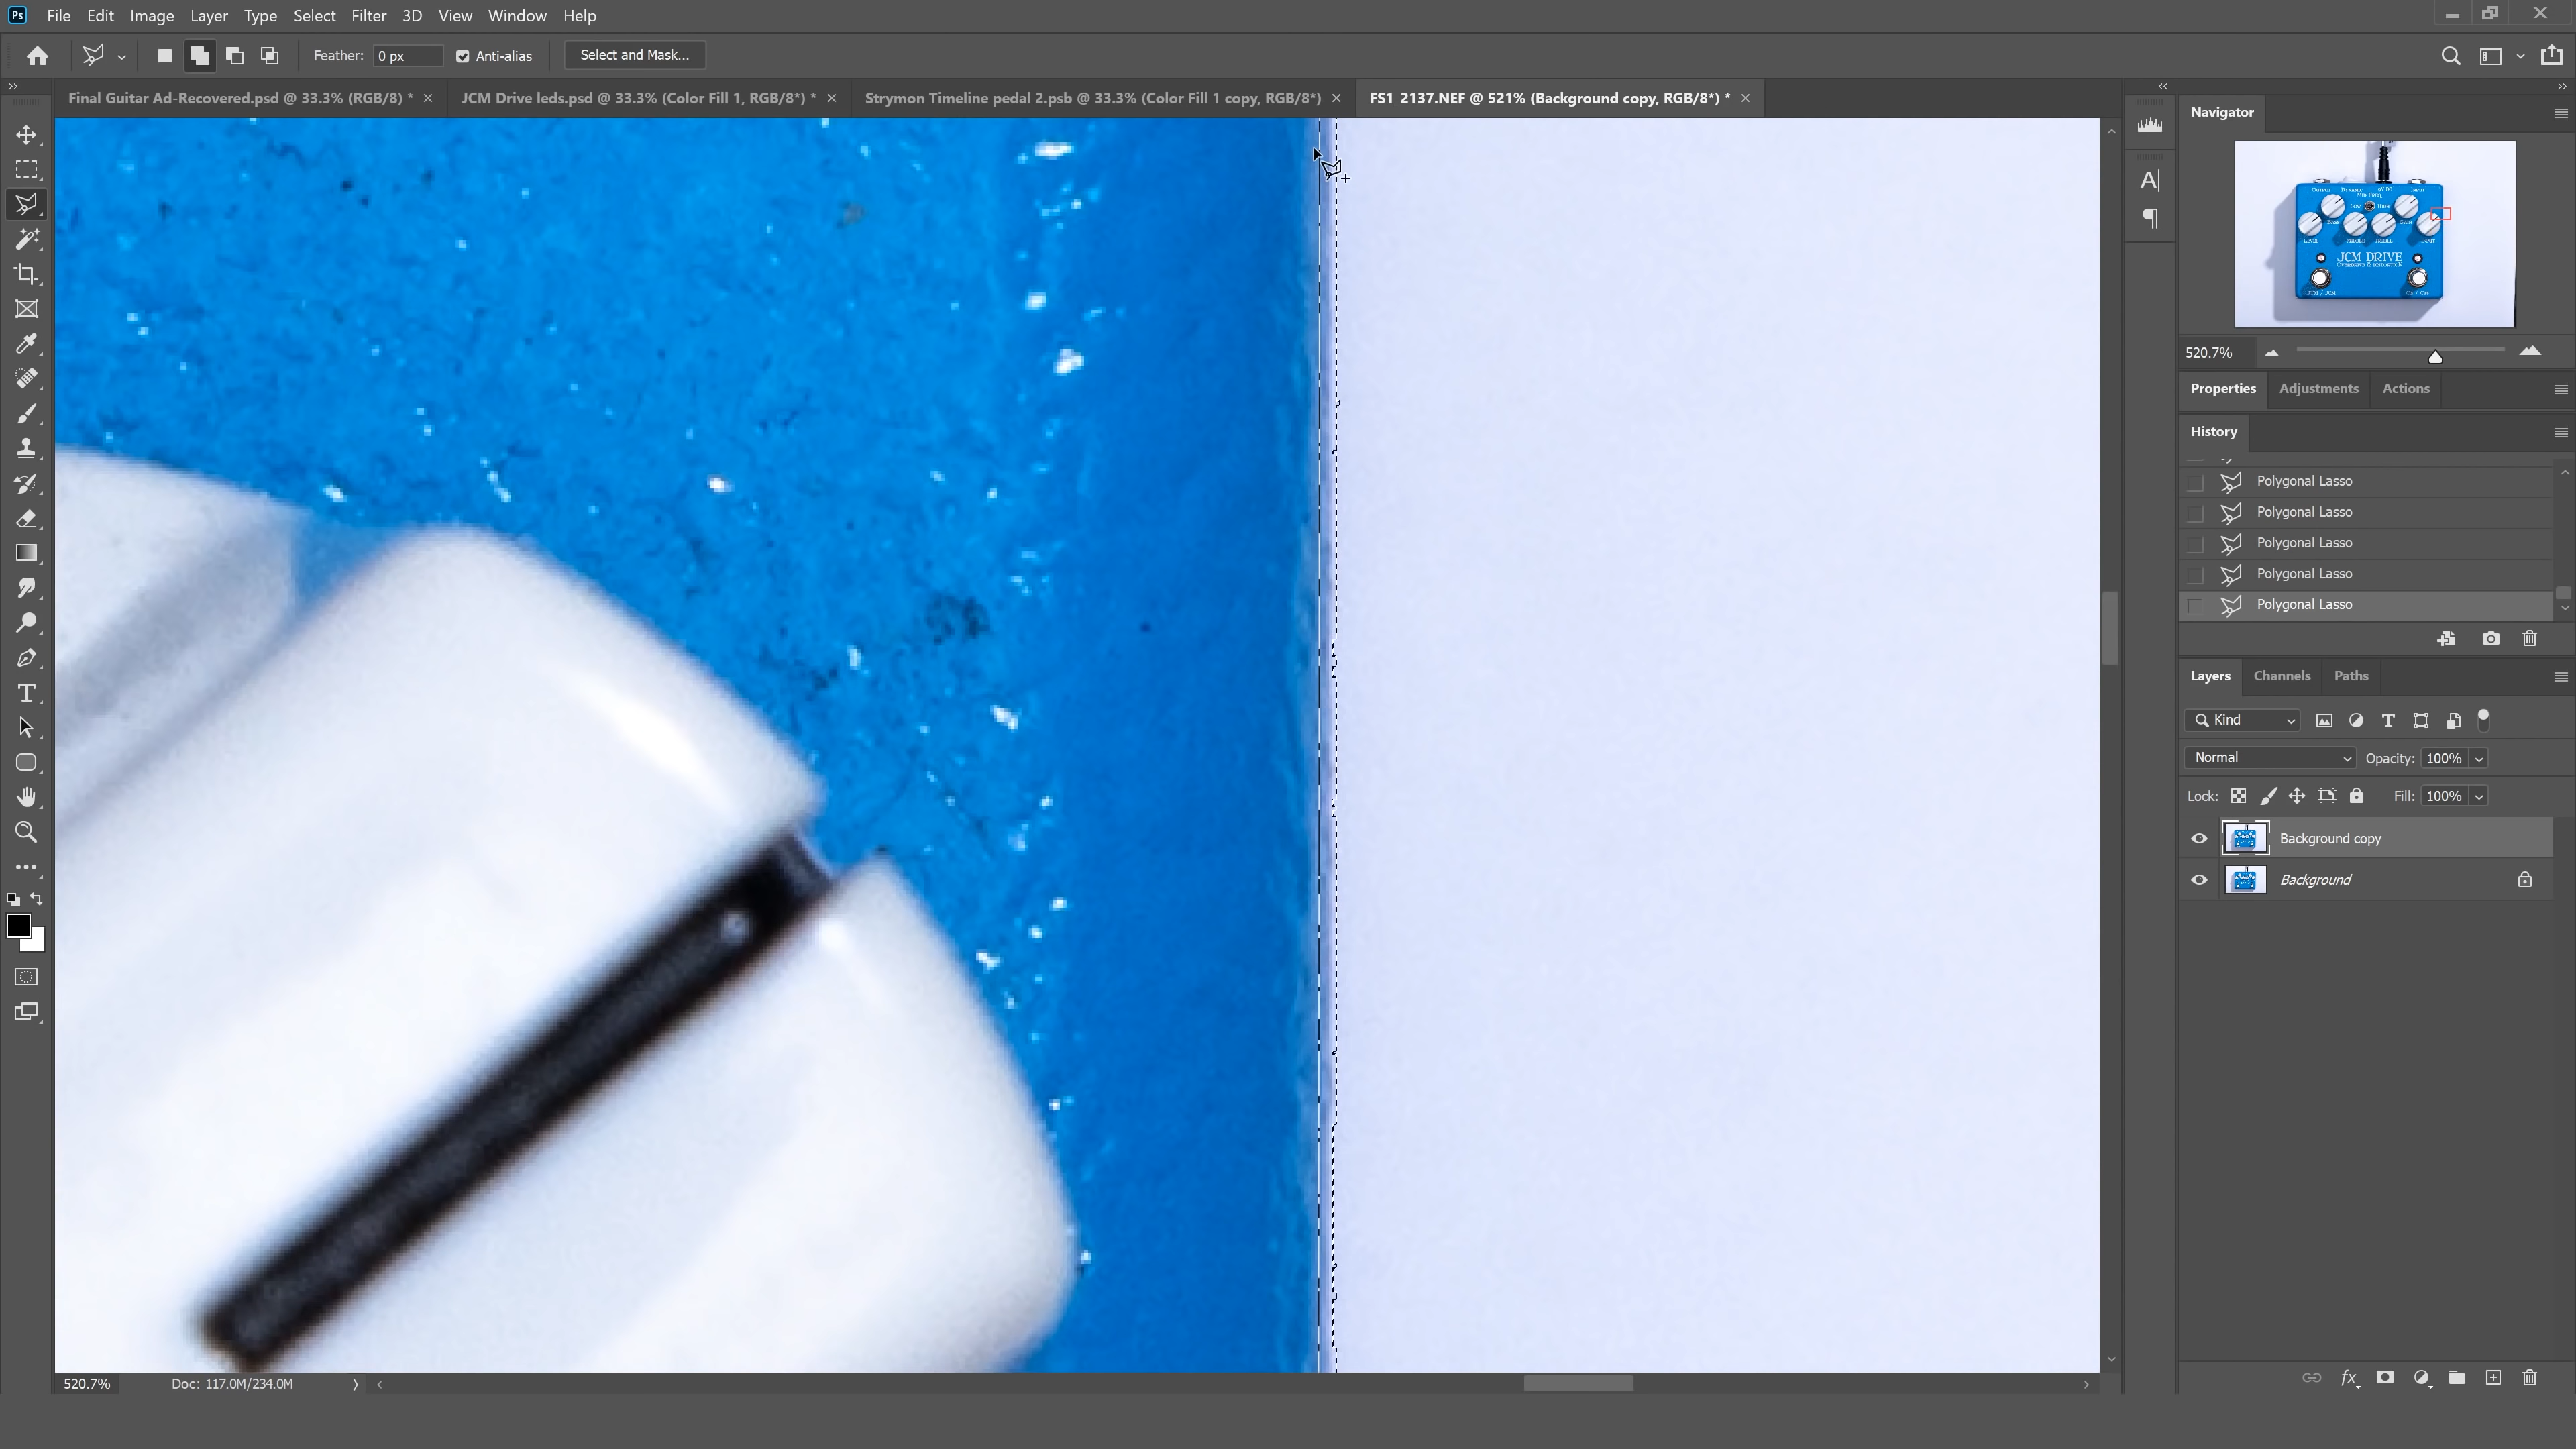 Ps File Edit Image Layer Type Select Filter 3D View Window Help
Feather: 0 px Anti-alias Select and Mask...
Final Guitar Ad-Recovered.psd @ 33.3% (RGB/8) * JCM Drive leds.psd @ 33.3% (Color Fill 1, RGB/8*) * Strymon Timeline pedal 2.psb @ 33.3% (Color Fill 1 copy, RGB/8*) FS1_2137.NEF @ 521% (Background copy, RGB/8*) *
Navigator
JCM DRIVE
520.7%
Properties Adjustments Actions
History
Polygonal Lasso
Polygonal Lasso
Polygonal Lasso
Polygonal Lasso
Polygonal Lasso
Layers Channels Paths
Kind
Normal Opacity: 100%
Lock: Fill: 100%
Background copy
Background
520.7% Doc: 117.0M/234.0M
fx